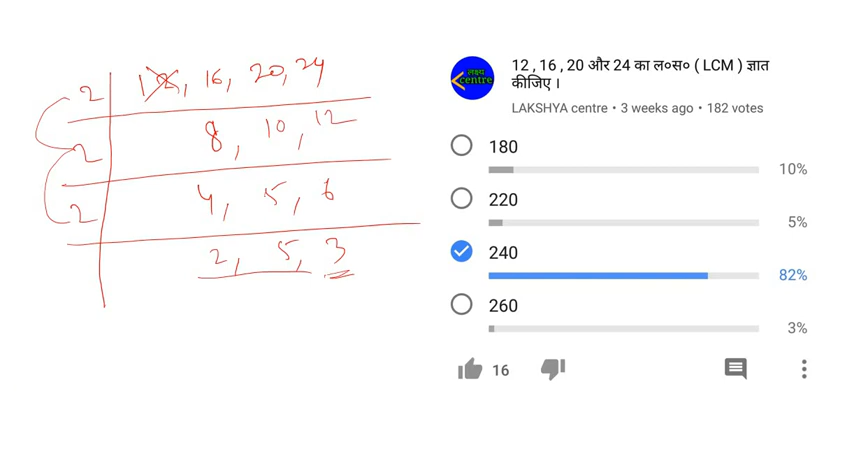 2 | 12, 16, 20, 24
2 | 8, 10, 12
2 | 4, 5, 6
2, 5, 3
लक्ष्य
centre
12 , 16 , 20 और 24 का ल०स० ( LCM ) ज्ञात
कीजिए ।
LAKSHYA centre • 3 weeks ago • 182 votes
180
10%
220
5%
240
82%
260
3%
16